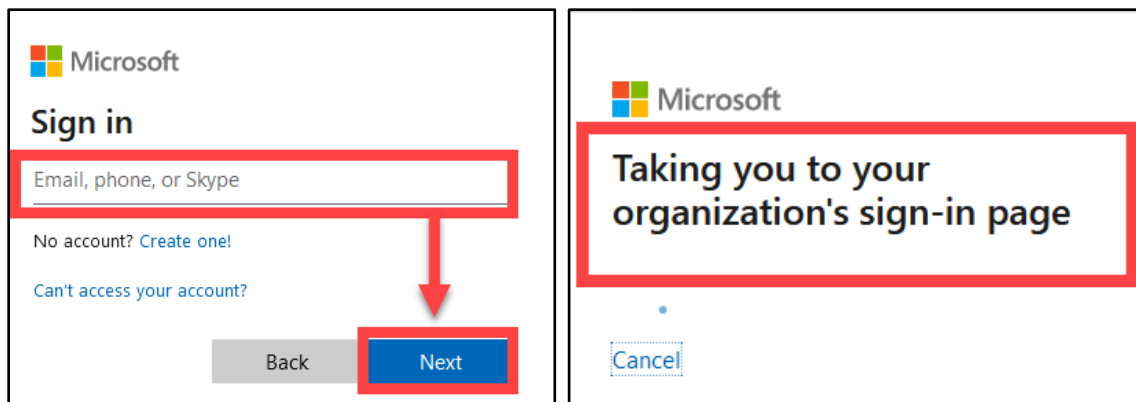 Microsoft
Sign in
Email, phone, or Skype
No account? Create one!
Can't access your account?
Back
Next
Microsoft
Taking you to your
organization's sign-in page
Cancel